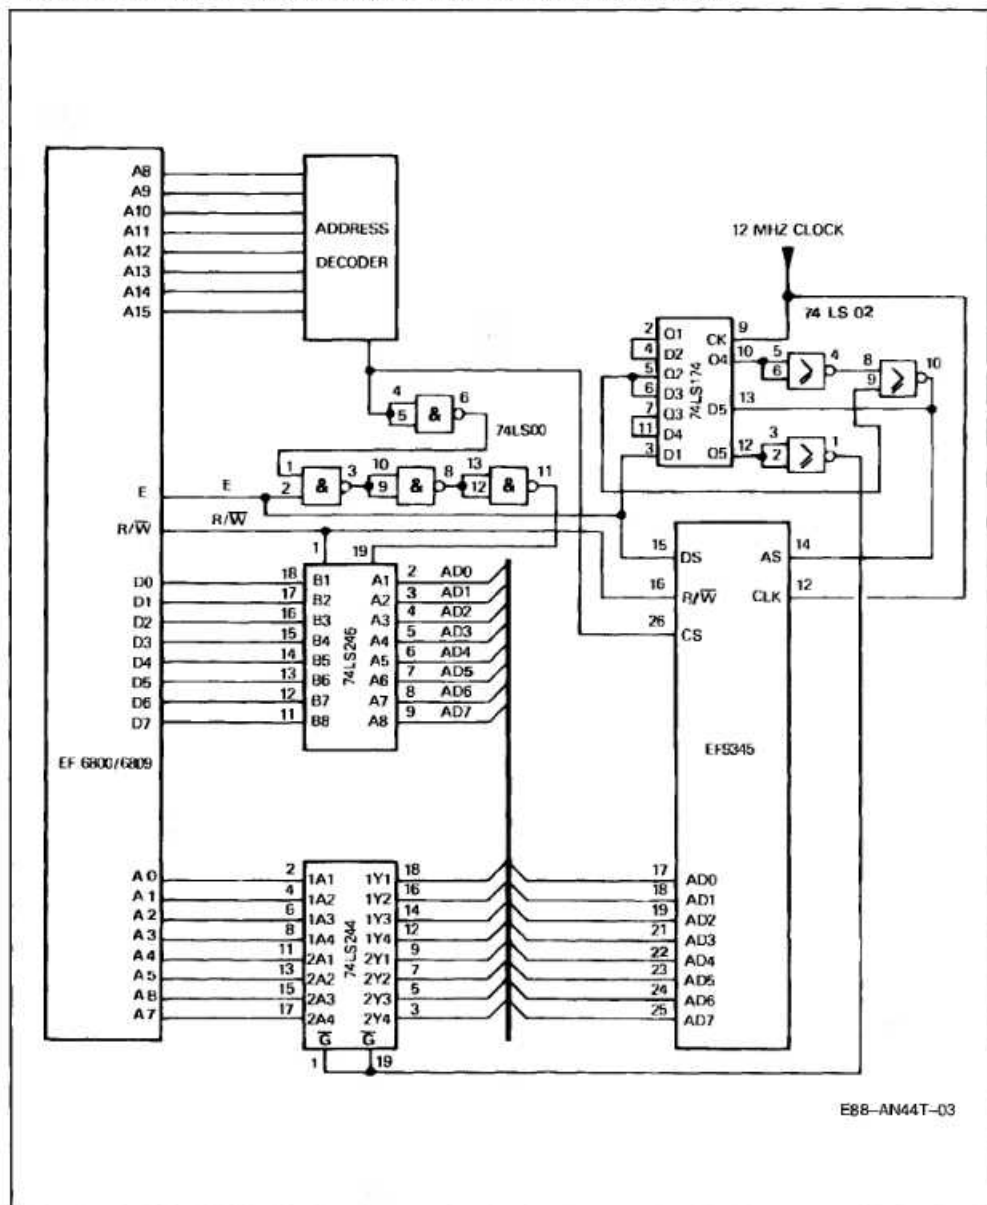 A8
A9
A10
A11
A12
A13
A14
A15
ADDRESS
DECODER
12 MHZ CLOCK
74 LS 02
2 Q1 CK 9
4 D2 Q4 10
5 Q2
6 D3 D5 13
7 Q3
11 D4
3 D1 Q5 12
74LS174
5
6
4
8
9
10
3
2
1
4
5
&
6
74LS00
1
2
&
3
10
9
&
8
13
12
&
11
E E
R/W̅ R/W̅
1 19
D0 18 B1 A1 2 AD0
D1 17 B2 A2 3 AD1
D2 16 B3 A3 4 AD2
D3 15 B4 A4 5 AD3
D4 14 B5 A5 6 AD4
D5 13 B6 A6 7 AD5
D6 12 B7 A7 8 AD6
D7 11 B8 A8 9 AD7
74LS245
15 DS AS 14
16 R/W̅ CLK 12
26 CS
EF 6800/6809
EF9345
A0 2 1A1 1Y1 18
A1 4 1A2 1Y2 16
A2 6 1A3 1Y3 14
A3 8 1A4 1Y4 12
A4 11 2A1 2Y1 9
A5 13 2A2 2Y2 7
A6 15 2A3 2Y3 5
A7 17 2A4 2Y4 3
74LS244
G̅ G̅
1 19
17 AD0
18 AD1
19 AD2
21 AD3
22 AD4
23 AD5
24 AD6
25 AD7
E88-AN44T-03